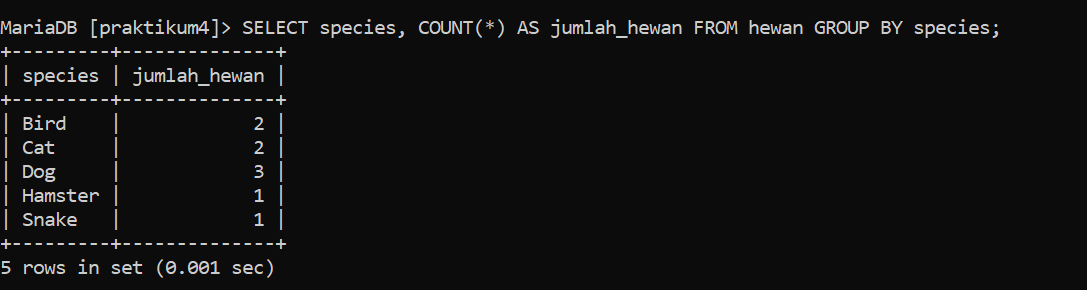 MariaDB [praktikum4]> SELECT species, COUNT(*) AS jumlah_hewan FROM hewan GROUP BY species;
+---------+--------------+
| species | jumlah_hewan |
+---------+--------------+
| Bird    |            2 |
| Cat     |            2 |
| Dog     |            3 |
| Hamster |            1 |
| Snake   |            1 |
+---------+--------------+
5 rows in set (0.001 sec)